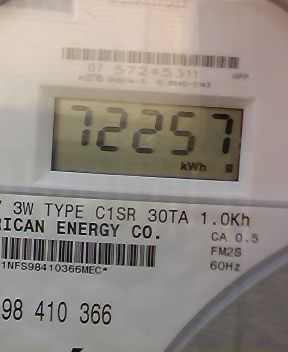 07 57245311
72257
kWh
3W TYPE C1SR 30TA 1.0Kh
RICAN ENERGY CO.
CA 0.5
FM2S
1NFS98410366MEC*
60Hz
98 410 366